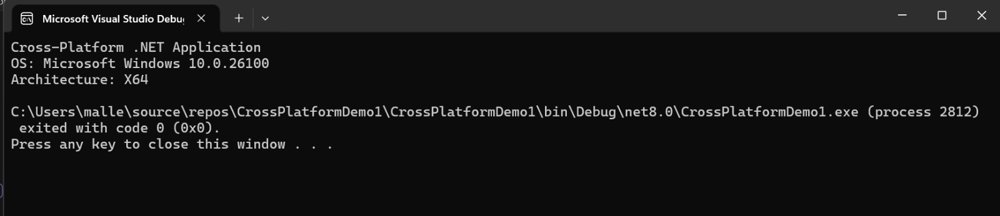 Microsoft Visual Studio Debu
Cross-Platform .NET Application
OS: Microsoft Windows 10.0.26100
Architecture: X64
C:\Users\malle\source\repos\CrossPlatformDemo1\CrossPlatformDemo1\bin\Debug\net8.0\CrossPlatformDemo1.exe (process 2812)
exited with code 0 (0x0).
Press any key to close this window . . .